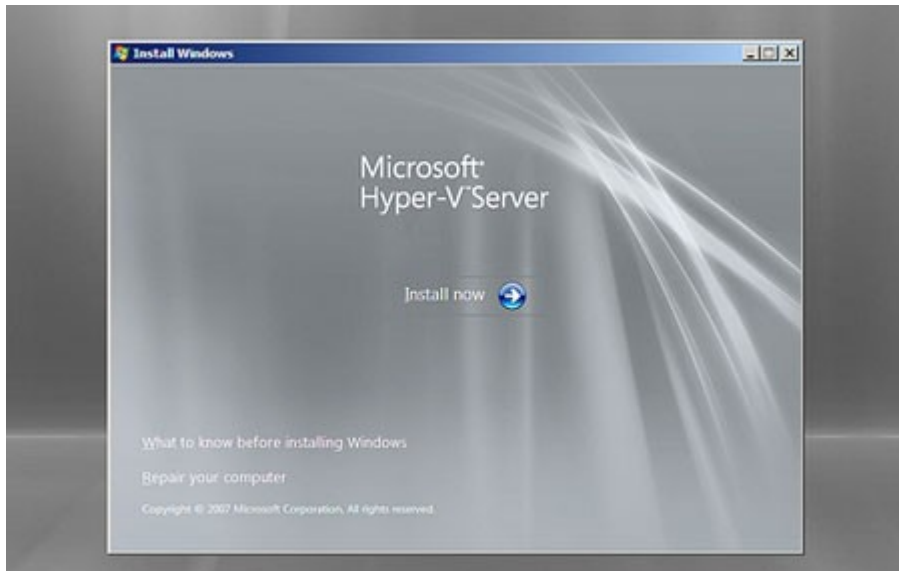 Install Windows
Microsoft®
Hyper-V™Server
Install now
What to know before installing Windows
Repair your computer
Copyright © 2007 Microsoft Corporation. All rights reserved.